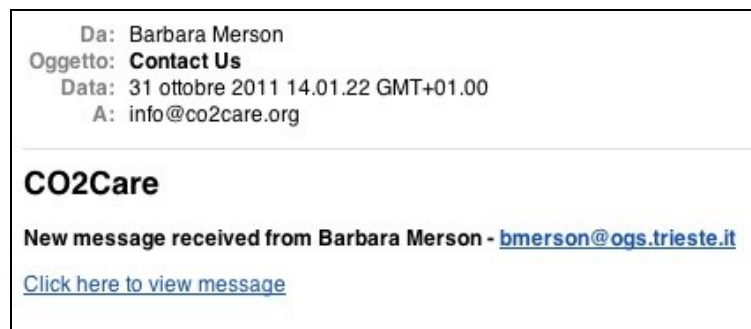 Da: Barbara Merson
Oggetto: Contact Us
Data: 31 ottobre 2011 14.01.22 GMT+01.00
A: info@co2care.org
CO2Care
New message received from Barbara Merson - bmerson@ogs.trieste.it
Click here to view message